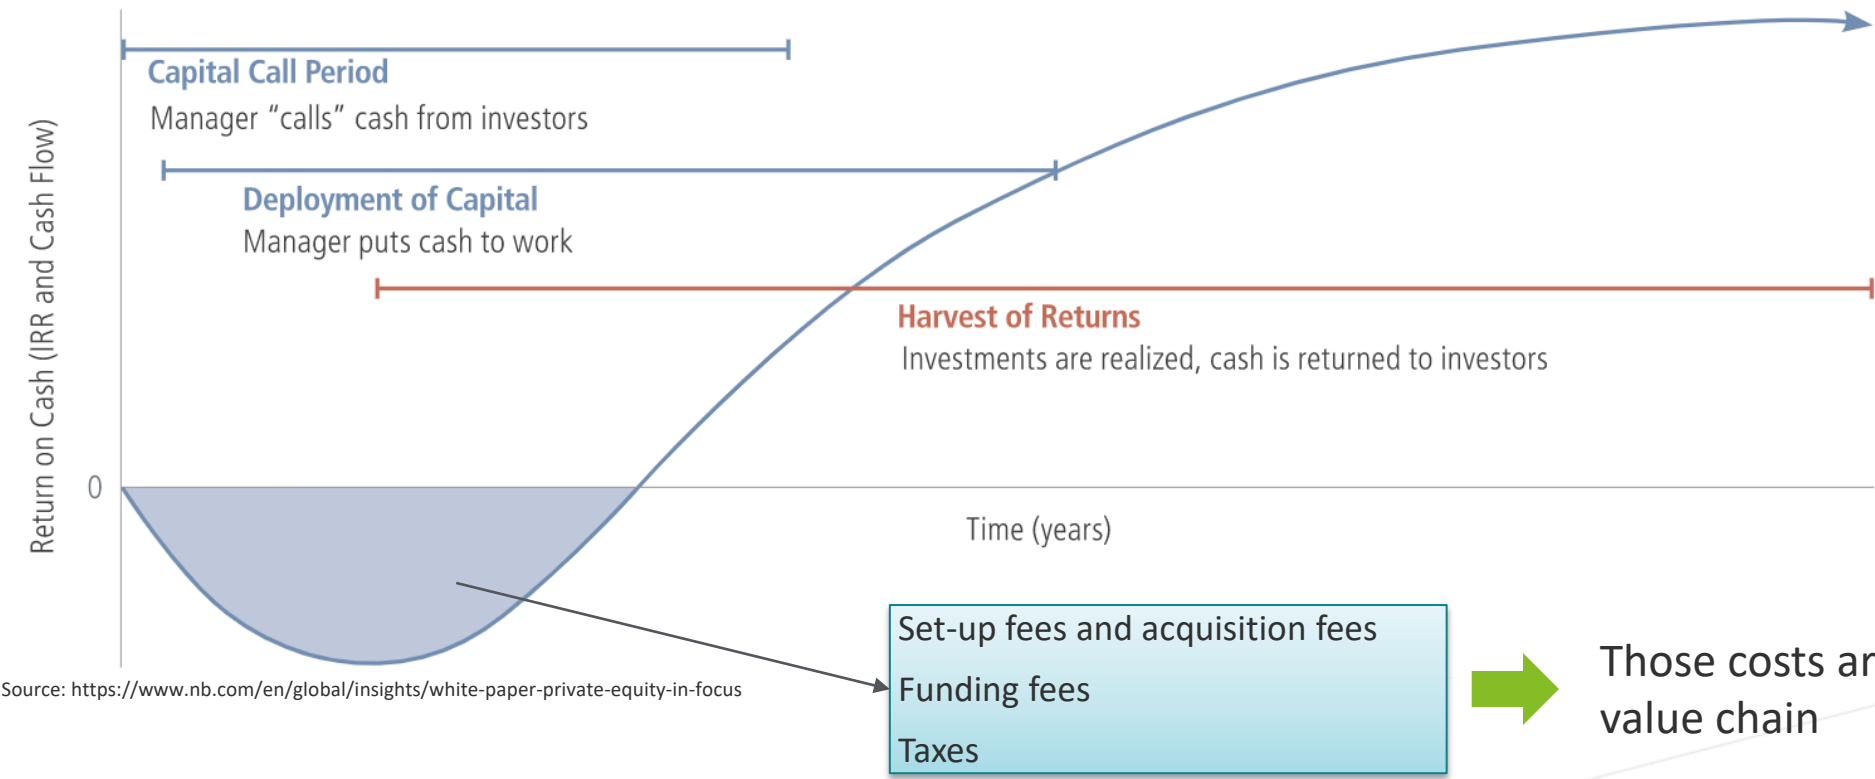 Capital Call Period
Manager “calls” cash from investors
Deployment of Capital
Manager puts cash to work
Harvest of Returns
Investments are realized, cash is returned to investors
Return on Cash (IRR and Cash Flow)
0
Time (years)
Set-up fees and acquisition fees
Funding fees
Taxes
Those costs
value chain
Source: https://www.nb.com/en/global/insights/white-paper-private-equity-in-focus